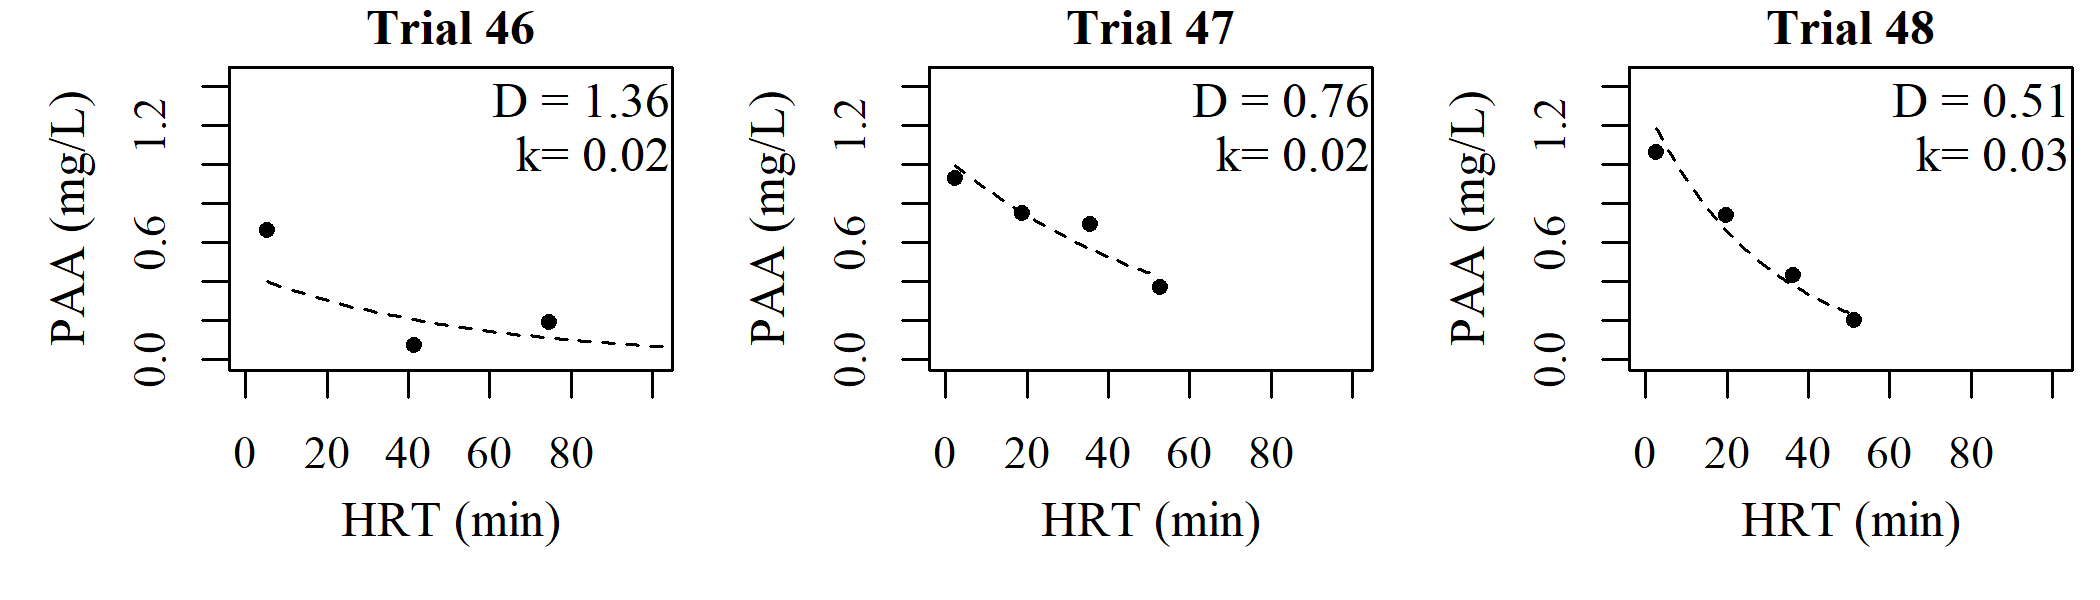 Trial 46
D = 1.36
k= 0.02
PAA (mg/L)
0.0 0.6 1.2
0 20 40 60 80
HRT (min)
Trial 47
D = 0.76
k= 0.02
PAA (mg/L)
0.0 0.6 1.2
0 20 40 60 80
HRT (min)
Trial 48
D = 0.51
k= 0.03
PAA (mg/L)
0.0 0.6 1.2
0 20 40 60 80
HRT (min)